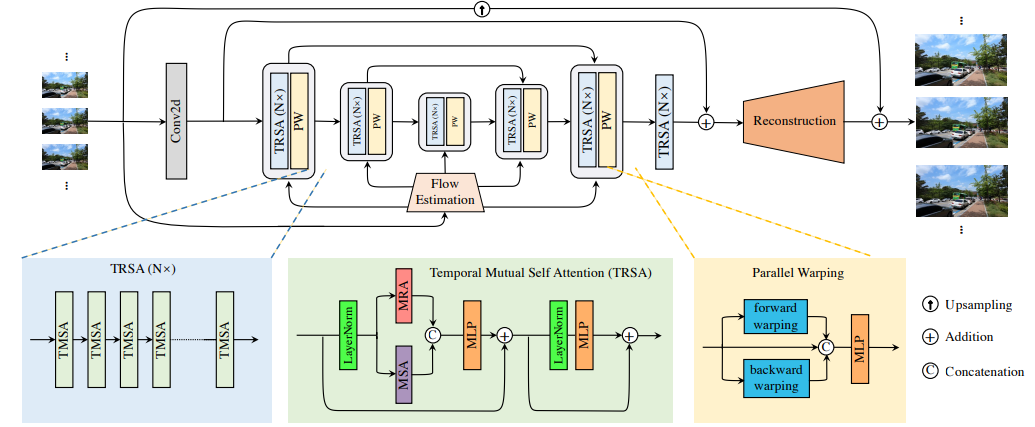 Conv2d
TRSA (N×)
PW
TRSA (N×)
PW
TRSA (N×)
PW
TRSA (N×)
PW
TRSA (N×)
PW
TRSA (N×)
Reconstruction
Flow
Estimation
TRSA (N×)
TMSA
TMSA
TMSA
TMSA
TMSA
Temporal Mutual Self Attention (TRSA)
LayerNorm
MRA
MSA
C
MLP
LayerNorm
MLP
Parallel Warping
forward
warping
backward
warping
C
MLP
Upsampling
Addition
C
Concatenation